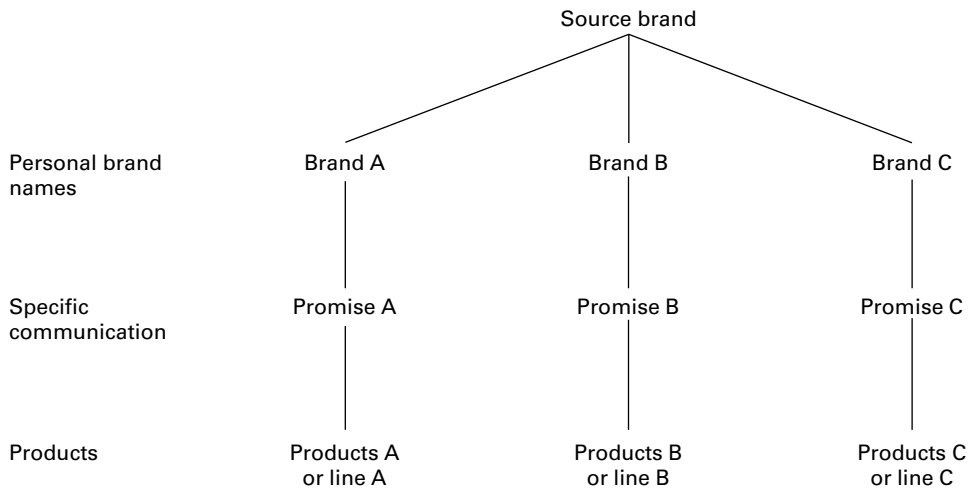 Source brand
Personal brand
names
Brand A
Brand B
Brand C
Specific
communication
Promise A
Promise B
Promise C
Products
Products A
or line A
Products B
or line B
Products C
or line C